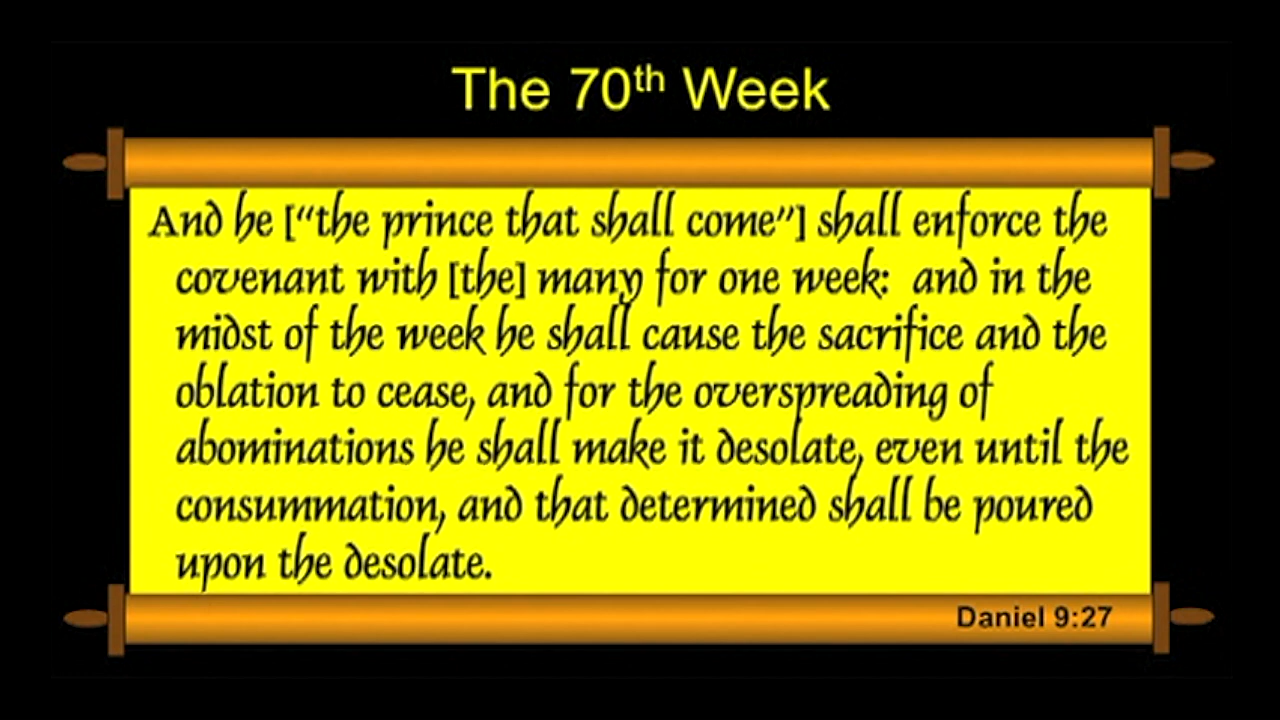 The 70th Week
And he [“the prince that shall come”] shall enforce the
covenant with [the] many for one week:  and in the
midst of the week he shall cause the sacrifice and the
oblation to cease, and for the overspreading of
abominations he shall make it desolate, even until the
consummation, and that determined shall be poured
upon the desolate.
Daniel 9:27